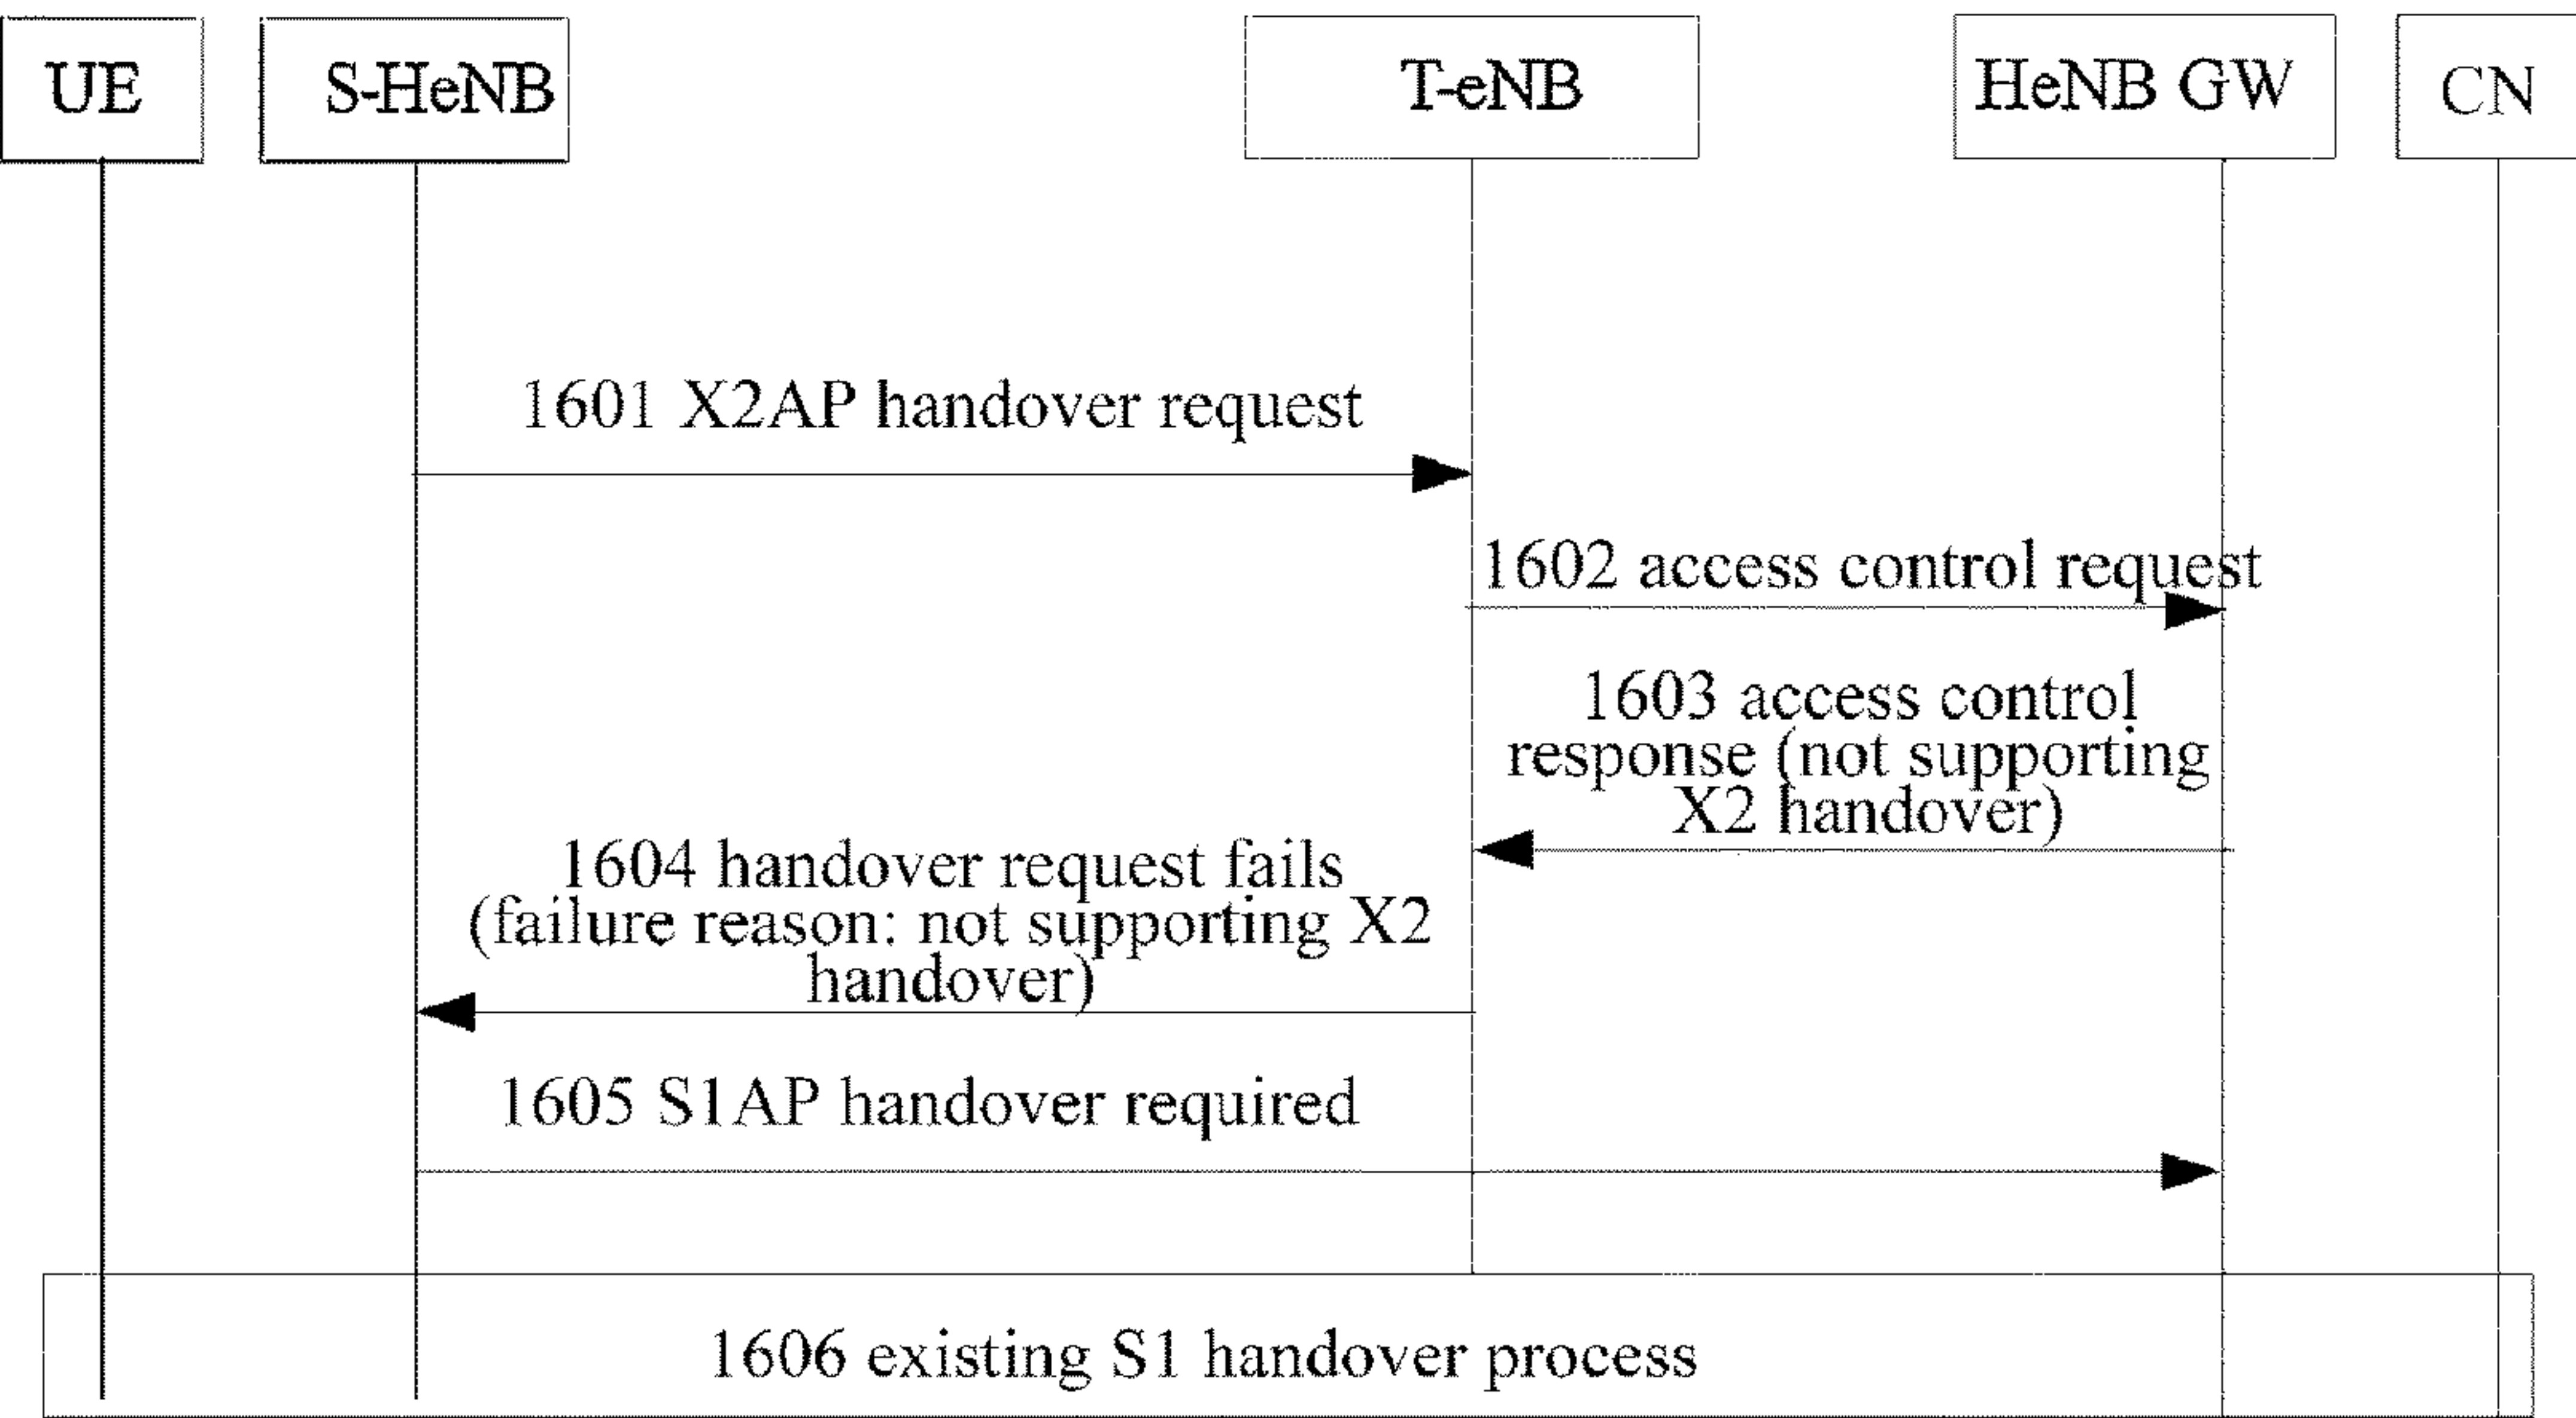 UE
S-HeNB
T-eNB
HeNB GW
CN
1601 X2AP handover request
1602 access control request
1603 access control
response (not supporting
X2 handover)
1604 handover request fails
(failure reason: not supporting X2
handover)
1605 S1AP handover required
1606 existing S1 handover process